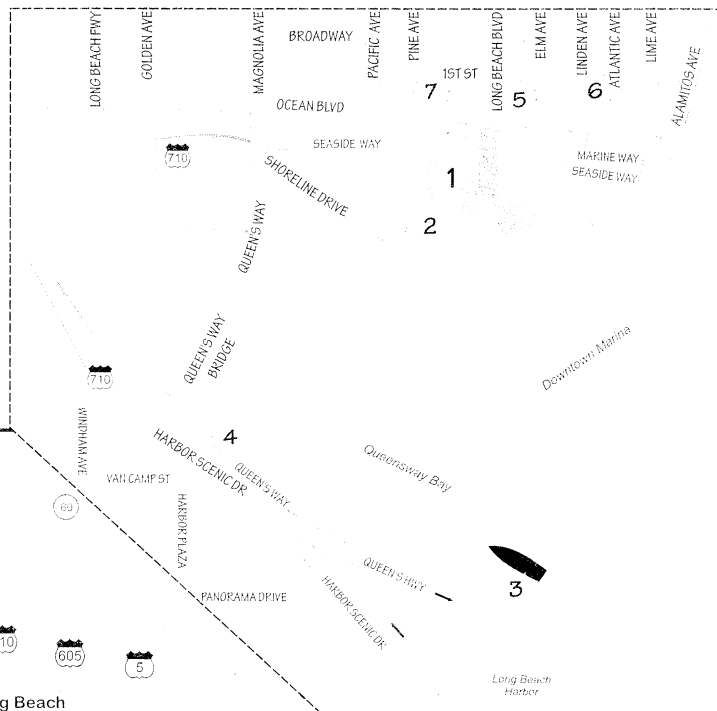 LONG BEACH FWY
GOLDEN AVE
MAGNOLIA AVE
BROADWAY
PACIFIC AVE
PINE AVE
1ST ST
LONG BEACH BLVD
ELM AVE
LINDEN AVE
ATLANTIC AVE
LIME AVE
ALAMITOS AVE
7
5
6
OCEAN BLVD
SEASIDE WAY
710
SHORELINE DRIVE
1
MARINE WAY
SEASIDE WAY
2
QUEEN'S WAY
QUEEN'S WAY
BRIDGE
Downtown Marina
710
WINDHAM AVE
4
HARBOR SCENIC DR
QUEEN'S WAY
Queensway Bay
VAN CAMP ST
HARBOR PLAZA
QUEEN'S HWY
3
HARBOR SCENIC DR
PANORAMA DRIVE
10
605
5
Long Beach
Harbor
g Beach